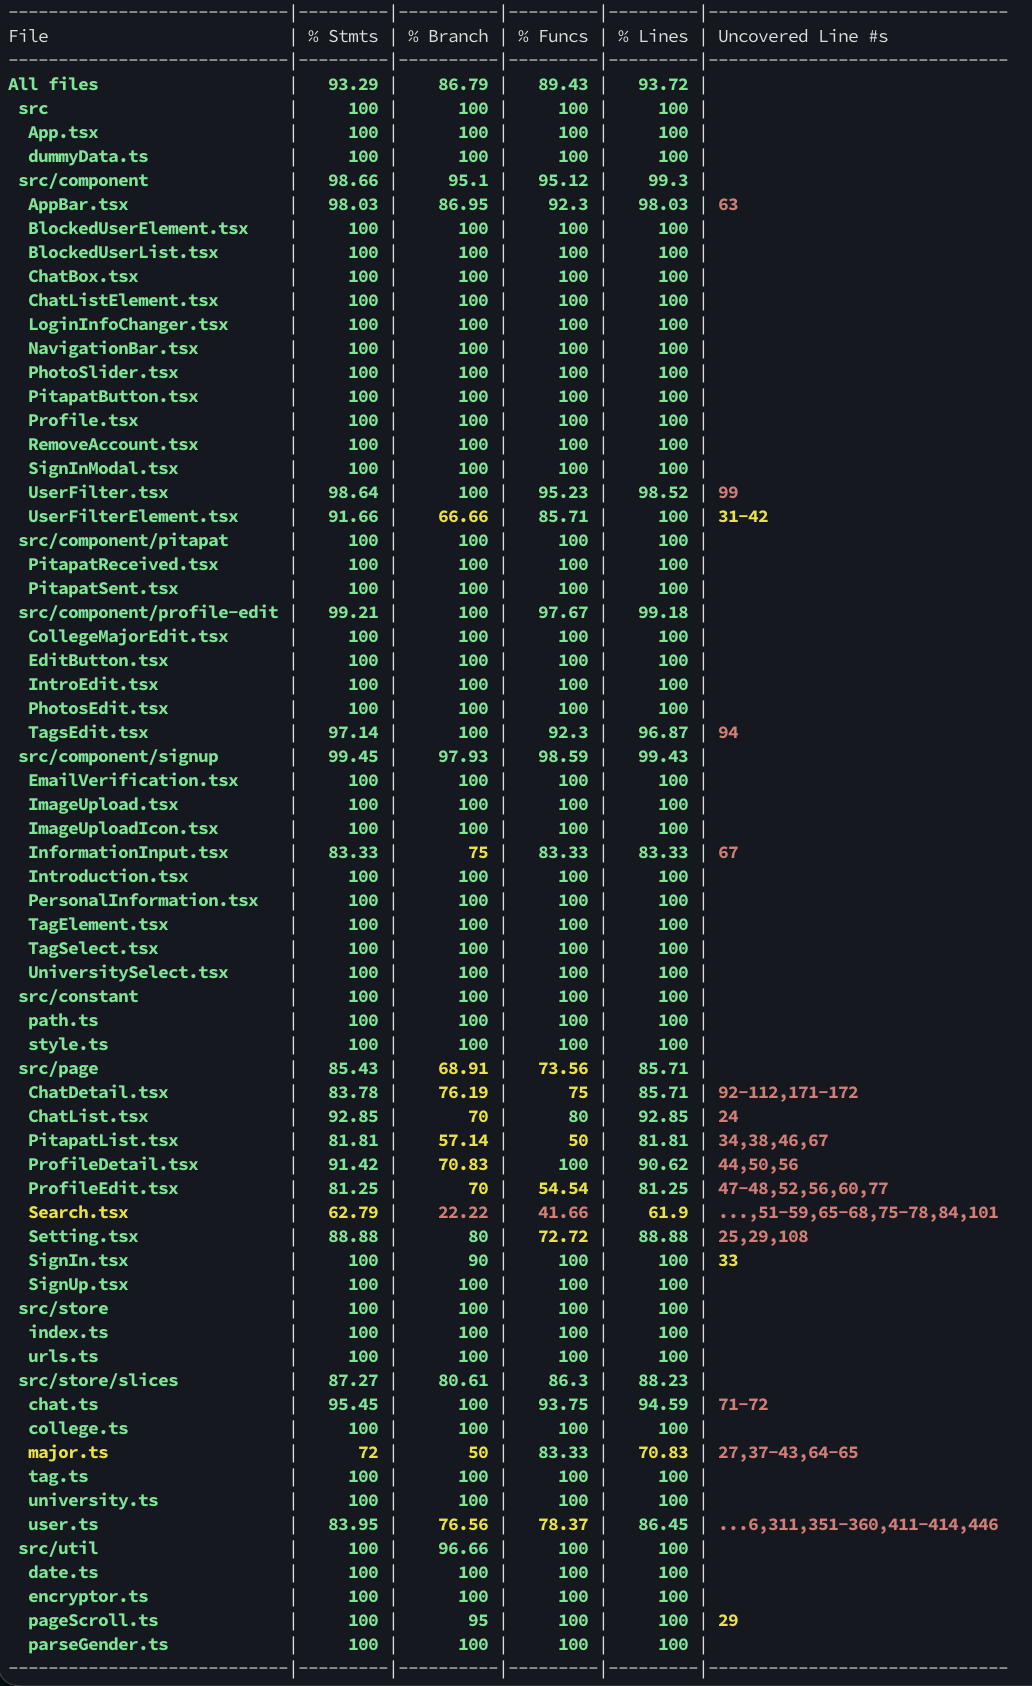 ----------------------------|---------|----------|---------|---------|------------------------------
File                        | % Stmts | % Branch | % Funcs | % Lines | Uncovered Line #s
----------------------------|---------|----------|---------|---------|------------------------------
All files                   |   93.29 |    86.79 |   89.43 |   93.72 |
 src                        |     100 |      100 |     100 |     100 |
  App.tsx                   |     100 |      100 |     100 |     100 |
  dummyData.ts              |     100 |      100 |     100 |     100 |
 src/component              |   98.66 |     95.1 |   95.12 |    99.3 |
  AppBar.tsx                |   98.03 |    86.95 |    92.3 |   98.03 | 63
  BlockedUserElement.tsx    |     100 |      100 |     100 |     100 |
  BlockedUserList.tsx       |     100 |      100 |     100 |     100 |
  ChatBox.tsx               |     100 |      100 |     100 |     100 |
  ChatListElement.tsx       |     100 |      100 |     100 |     100 |
  LoginInfoChanger.tsx      |     100 |      100 |     100 |     100 |
  NavigationBar.tsx         |     100 |      100 |     100 |     100 |
  PhotoSlider.tsx           |     100 |      100 |     100 |     100 |
  PitapatButton.tsx         |     100 |      100 |     100 |     100 |
  Profile.tsx               |     100 |      100 |     100 |     100 |
  RemoveAccount.tsx         |     100 |      100 |     100 |     100 |
  SignInModal.tsx           |     100 |      100 |     100 |     100 |
  UserFilter.tsx            |   98.64 |      100 |   95.23 |   98.52 | 99
  UserFilterElement.tsx     |   91.66 |    66.66 |   85.71 |     100 | 31-42
 src/component/pitapat      |     100 |      100 |     100 |     100 |
  PitapatReceived.tsx       |     100 |      100 |     100 |     100 |
  PitapatSent.tsx           |     100 |      100 |     100 |     100 |
 src/component/profile-edit |   99.21 |      100 |   97.67 |   99.18 |
  CollegeMajorEdit.tsx      |     100 |      100 |     100 |     100 |
  EditButton.tsx            |     100 |      100 |     100 |     100 |
  IntroEdit.tsx             |     100 |      100 |     100 |     100 |
  PhotosEdit.tsx            |     100 |      100 |     100 |     100 |
  TagsEdit.tsx              |   97.14 |      100 |    92.3 |   96.87 | 94
 src/component/signup       |   99.45 |    97.93 |   98.59 |   99.43 |
  EmailVerification.tsx     |     100 |      100 |     100 |     100 |
  ImageUpload.tsx           |     100 |      100 |     100 |     100 |
  ImageUploadIcon.tsx       |     100 |      100 |     100 |     100 |
  InformationInput.tsx      |   83.33 |       75 |   83.33 |   83.33 | 67
  Introduction.tsx          |     100 |      100 |     100 |     100 |
  PersonalInformation.tsx   |     100 |      100 |     100 |     100 |
  TagElement.tsx            |     100 |      100 |     100 |     100 |
  TagSelect.tsx             |     100 |      100 |     100 |     100 |
  UniversitySelect.tsx      |     100 |      100 |     100 |     100 |
 src/constant               |     100 |      100 |     100 |     100 |
  path.ts                   |     100 |      100 |     100 |     100 |
  style.ts                  |     100 |      100 |     100 |     100 |
 src/page                   |   85.43 |    68.91 |   73.56 |   85.71 |
  ChatDetail.tsx            |   83.78 |    76.19 |      75 |   85.71 | 92-112,171-172
  ChatList.tsx              |   92.85 |       70 |      80 |   92.85 | 24
  PitapatList.tsx           |   81.81 |    57.14 |      50 |   81.81 | 34,38,46,67
  ProfileDetail.tsx         |   91.42 |    70.83 |     100 |   90.62 | 44,50,56
  ProfileEdit.tsx           |   81.25 |       70 |   54.54 |   81.25 | 47-48,52,56,60,77
  Search.tsx                |   62.79 |    22.22 |   41.66 |    61.9 | ...,51-59,65-68,75-78,84,101
  Setting.tsx               |   88.88 |       80 |   72.72 |   88.88 | 25,29,108
  SignIn.tsx                |     100 |       90 |     100 |     100 | 33
  SignUp.tsx                |     100 |      100 |     100 |     100 |
 src/store                  |     100 |      100 |     100 |     100 |
  index.ts                  |     100 |      100 |     100 |     100 |
  urls.ts                   |     100 |      100 |     100 |     100 |
 src/store/slices           |   87.27 |    80.61 |    86.3 |   88.23 |
  chat.ts                   |   95.45 |      100 |   93.75 |   94.59 | 71-72
  college.ts                |     100 |      100 |     100 |     100 |
  major.ts                  |      72 |       50 |   83.33 |   70.83 | 27,37-43,64-65
  tag.ts                    |     100 |      100 |     100 |     100 |
  university.ts             |     100 |      100 |     100 |     100 |
  user.ts                   |   83.95 |    76.56 |   78.37 |   86.45 | ...6,311,351-360,411-414,446
 src/util                   |     100 |    96.66 |     100 |     100 |
  date.ts                   |     100 |      100 |     100 |     100 |
  encryptor.ts              |     100 |      100 |     100 |     100 |
  pageScroll.ts             |     100 |       95 |     100 |     100 | 29
  parseGender.ts            |     100 |      100 |     100 |     100 |
----------------------------|---------|----------|---------|---------|------------------------------